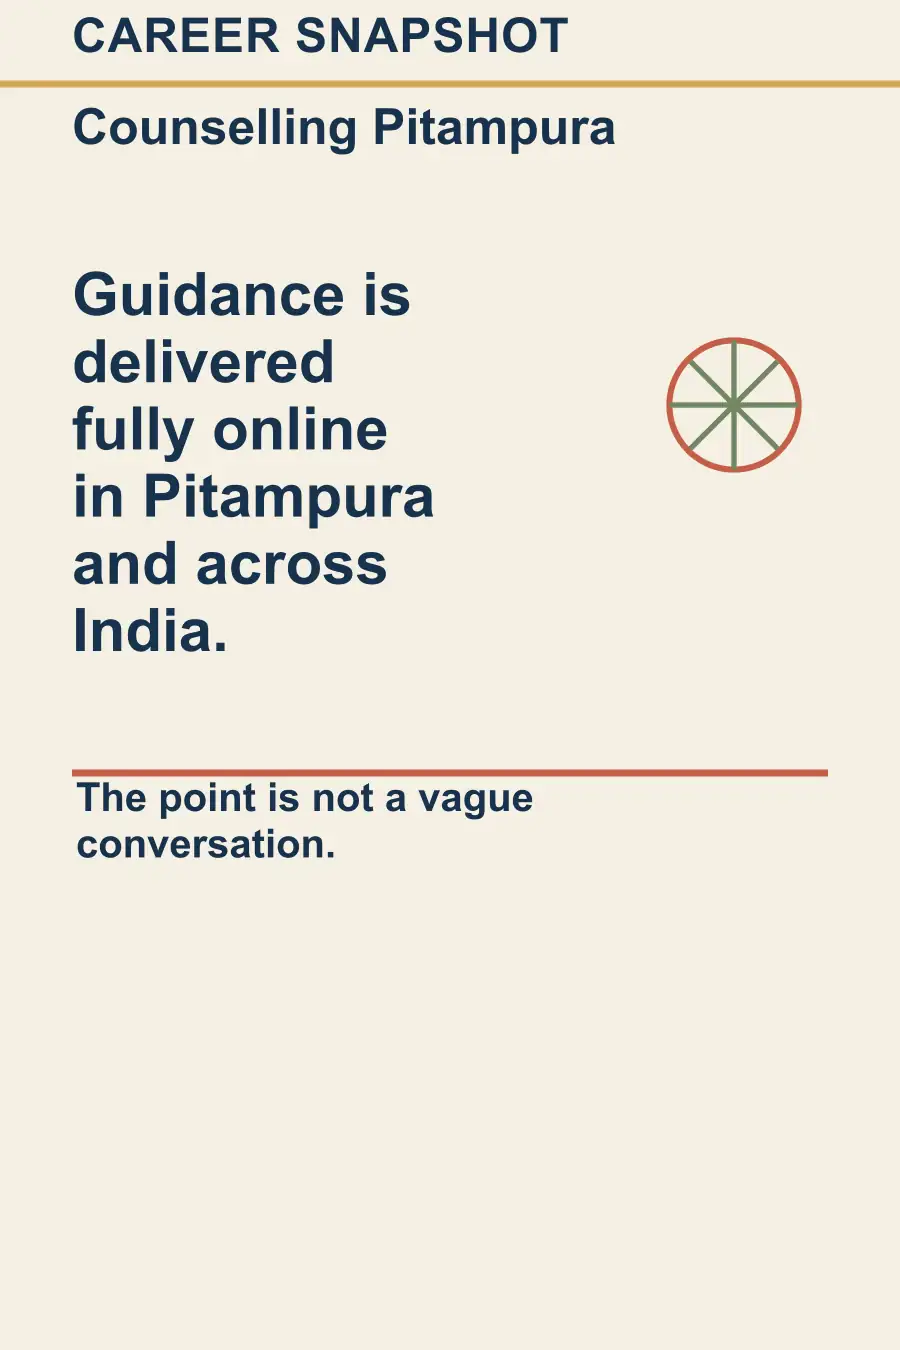 CAREER SNAPSHOT
Counselling Pitampura
Guidance is
delivered
fully online
in Pitampura
and across
India.
The point is not a vague
conversation.